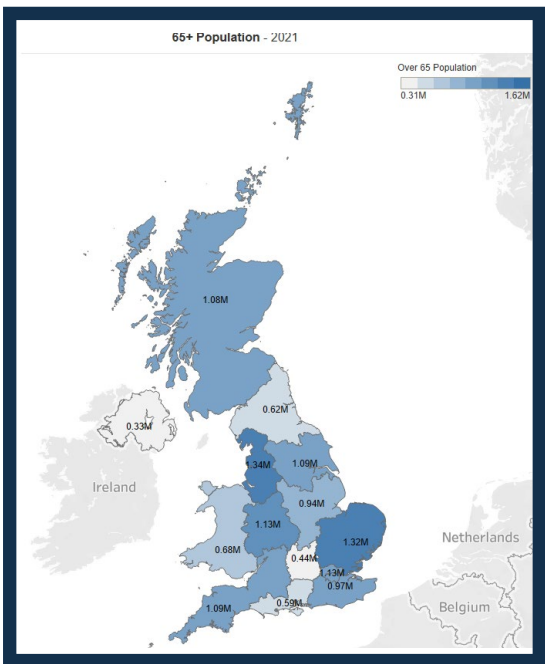 65+ Population - 2021
Over 65 Population
0.31M 1.62M
1.08M
0.62M
0.33M
1.34M
1.09M
Ireland
0.94M
1.13M
1.32M
0.68M
Netherlands
0.44M
1.13M
0.97M
0.59M
1.09M
Belgium